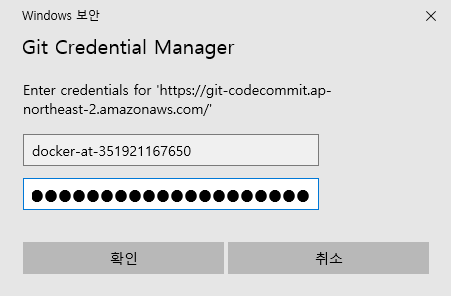 Windows 보안
Git Credential Manager
Enter credentials for 'https://git-codecommit.ap-
northeast-2.amazonaws.com/'
docker-at-351921167650
●●●●●●●●●●●●●●●●●●●●
확인
취소